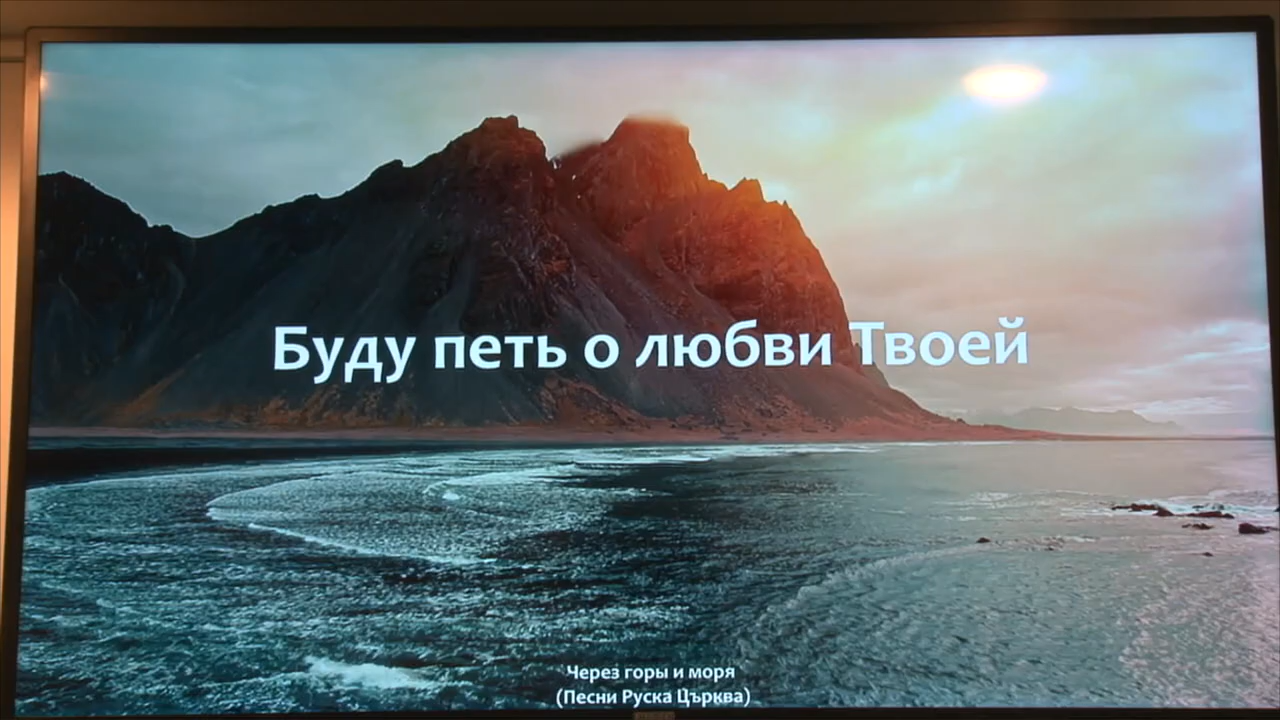 Буду петь о любви Твоей
Через горы и моря
(Песни Руска Църква)